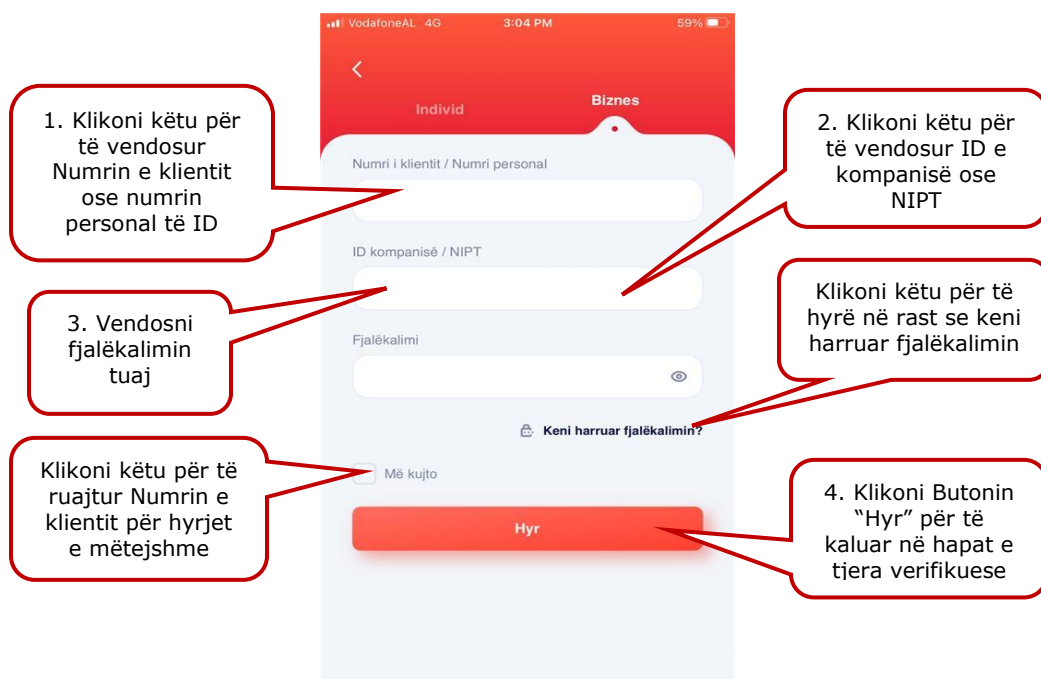 VodafoneAL 4G 3:04 PM 59%
Individ
Biznes
1. Klikoni këtu për
të vendosur
Numrin e klientit
ose numrin
personal të ID
2. Klikoni këtu për
të vendosur ID e
kompanisë ose
NIPT
Numri i klientit / Numri personal
ID kompanisë / NIPT
Klikoni këtu për të
hyrë në rast se keni
harruar fjalëkalimin
3. Vendosni
fjalëkalimin
tuaj
Fjalëkalimi
Keni harruar fjalëkalimin?
Klikoni këtu për të
ruajtur Numrin e
klientit për hyrjet
e mëtejshme
Më kujto
4. Klikoni Butonin
“Hyr” për të
kaluar në hapat e
tjera verifikuese
Hyr